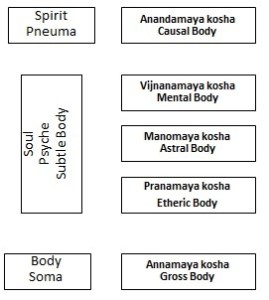 Spirit
Pneuma
Anandamaya kosha
Causal Body
Soul
Psyche
Subtle Body
Vijnanamaya kosha
Mental Body
Manomaya kosha
Astral Body
Pranamaya kosha
Etheric Body
Body
Soma
Annamaya kosha
Gross Body